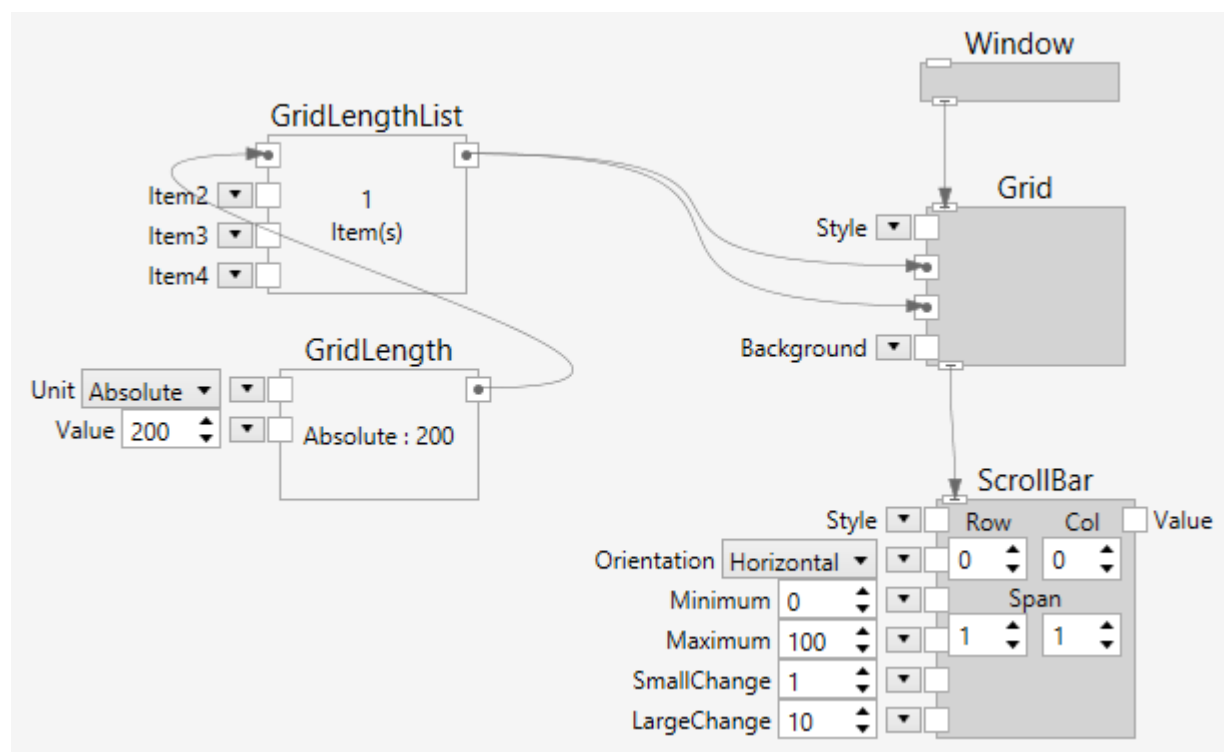 Window
GridLengthList
Item2
1
Item3
Item(s)
Item4
Grid
Style
Background
GridLength
Unit Absolute
Value 200
Absolute : 200
ScrollBar
Style Row Col Value
Orientation Horizontal 0 0
Minimum 0 Span
Maximum 100 1 1
SmallChange 1
LargeChange 10